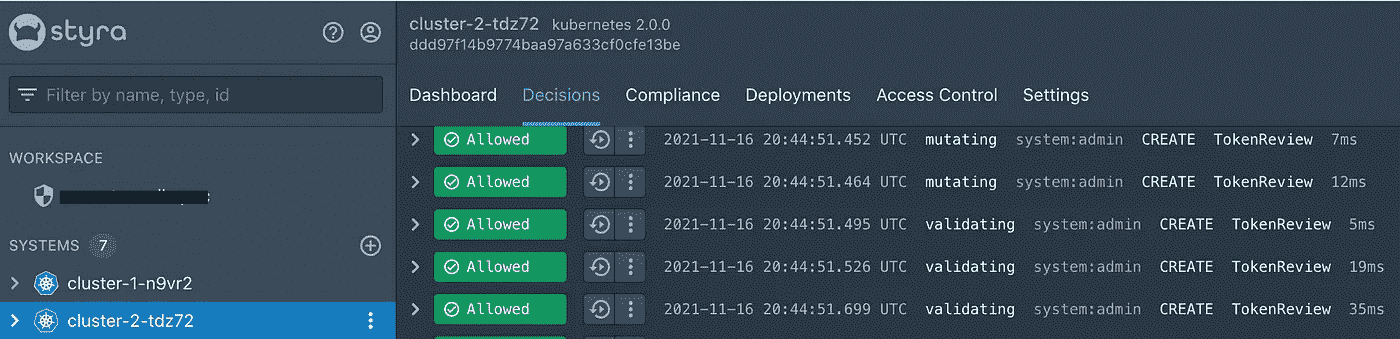 styra
Filter by name, type, id
WORKSPACE
SYSTEMS 7
cluster-1-n9vr2
cluster-2-tdz72
cluster-2-tdz72 kubernetes 2.0.0
ddd97f14b9774baa97a633cf0cfe13be
Dashboard Decisions Compliance Deployments Access Control Settings
Allowed 2021-11-16 20:44:51.452 UTC mutating system:admin CREATE TokenReview 7ms
Allowed 2021-11-16 20:44:51.464 UTC mutating system:admin CREATE TokenReview 12ms
Allowed 2021-11-16 20:44:51.495 UTC validating system:admin CREATE TokenReview 5ms
Allowed 2021-11-16 20:44:51.526 UTC validating system:admin CREATE TokenReview 19ms
Allowed 2021-11-16 20:44:51.699 UTC validating system:admin CREATE TokenReview 35ms